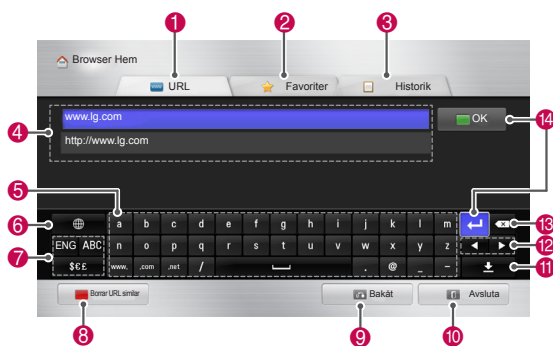 1 2 3
Browser Hem
www URL Favoriter Historik
4 www.lg.com OK 14
http://www.lg.com
5
6 a b c d e f g h i j k l m 13
7 ENG ABC n o p q r s t u v w x y z 12
$€£ www. .com .net / . @ _ - 11
Borrar URL similar Bakåt Avsluta
8 9 10